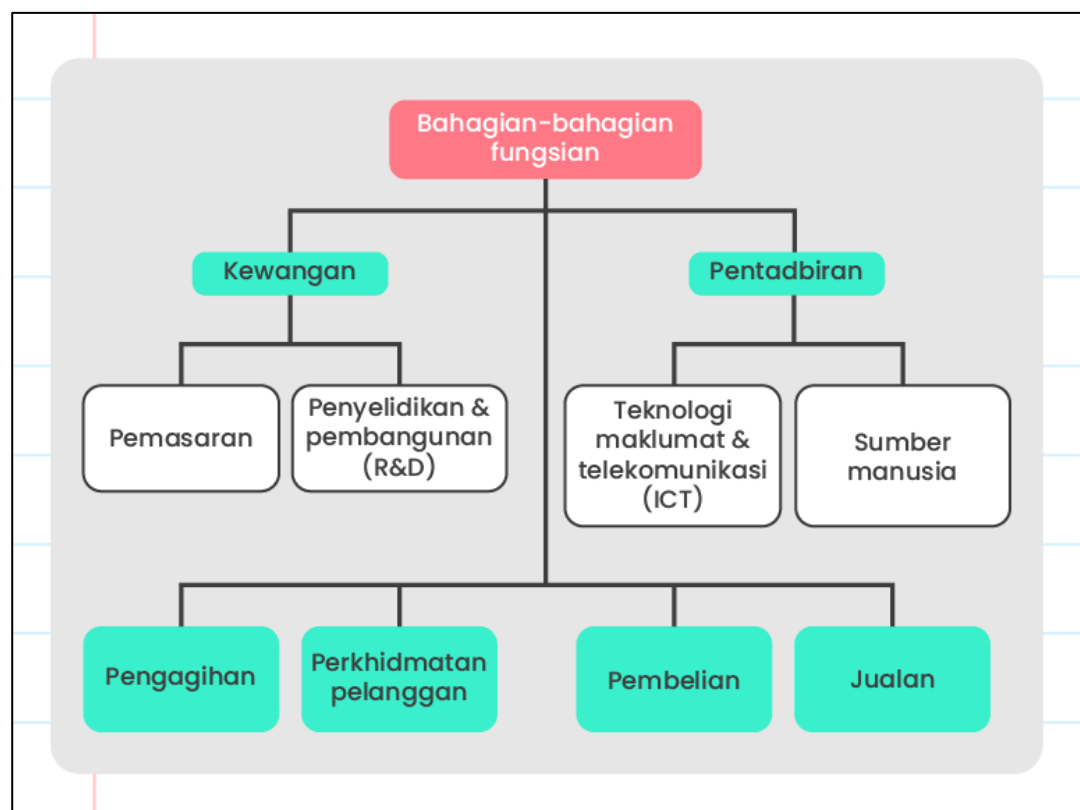 Bahagian-bahagian
fungsian
Kewangan
Pentadbiran
Pemasaran
Penyelidikan &
pembangunan
(R&D)
Teknologi
maklumat &
telekomunikasi
(ICT)
Sumber
manusia
Pengagihan
Perkhidmatan
pelanggan
Pembelian
Jualan